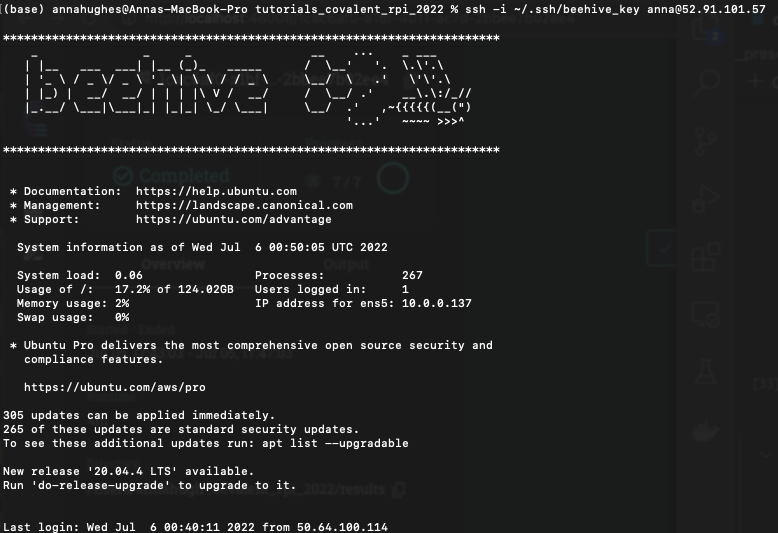 [(base) annahughes@Annas-MacBook-Pro tutorials_covalent_rpi_2022 % ssh -i ~/.ssh/beehive_key anna@52.91.101.57
**********************************************************************
beehive
**********************************************************************
* Documentation:  https://help.ubuntu.com
* Management:     https://landscape.canonical.com
* Support:        https://ubuntu.com/advantage
System information as of Wed Jul  6 00:50:05 UTC 2022
System load:  0.06                Processes:           267
Usage of /:   17.2% of 124.02GB   Users logged in:     1
Memory usage: 2%                  IP address for ens5: 10.0.0.137
Swap usage:   0%
* Ubuntu Pro delivers the most comprehensive open source security and
compliance features.
https://ubuntu.com/aws/pro
305 updates can be applied immediately.
265 of these updates are standard security updates.
To see these additional updates run: apt list --upgradable
New release '20.04.4 LTS' available.
Run 'do-release-upgrade' to upgrade to it.
Last login: Wed Jul  6 00:40:11 2022 from 50.64.100.114
Completed
7/7
Overview
Output